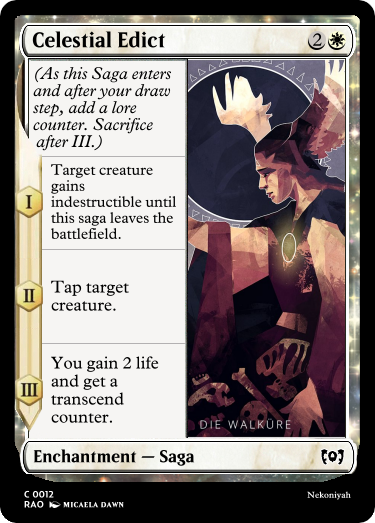 Celestial Edict 2
(As this Saga enters
and after your draw
step, add a lore
counter. Sacrifice
after III.)
I
Target creature
gains
indestructible until
this saga leaves the
battlefield.
II
Tap target
creature.
III
You gain 2 life
and get a
transcend
counter.
DIE WALKÜRE
Enchantment — Saga
C 0012
RAO MICAELA DAWN
Nekoniyah